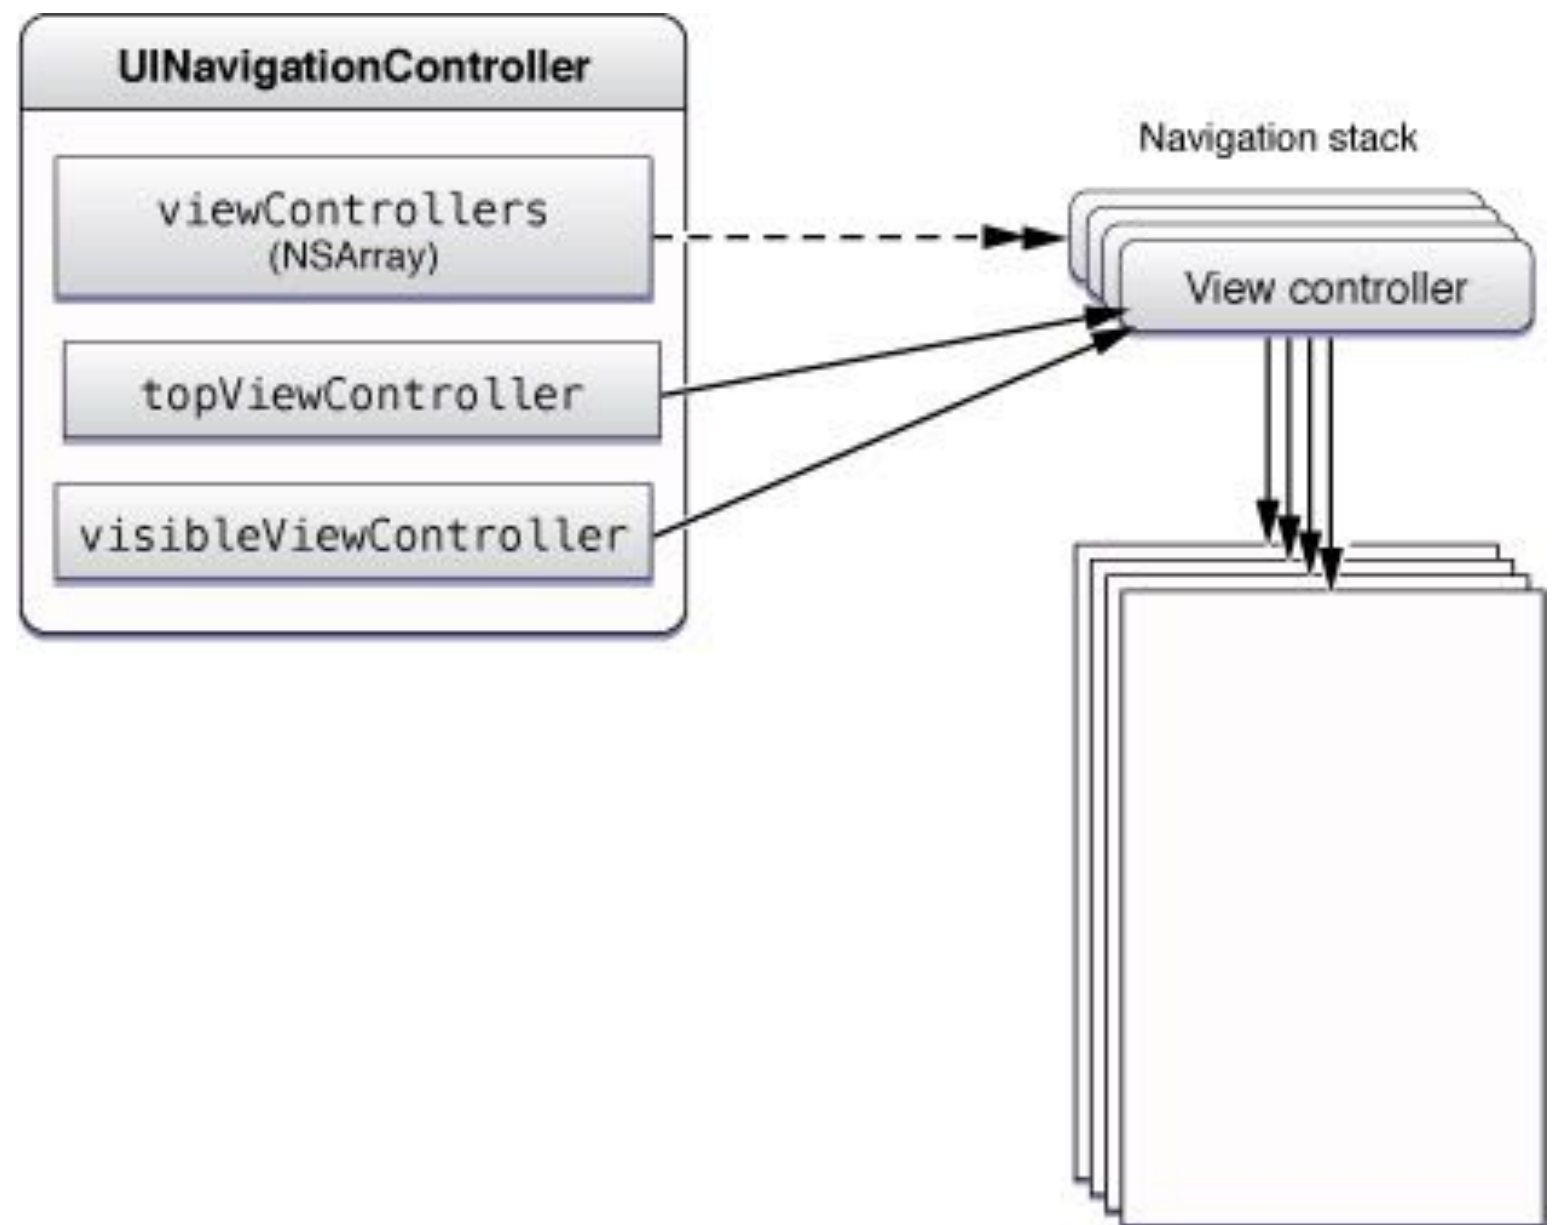 UINavigationController
viewControllers
(NSArray)
topViewController
visibleViewController
Navigation stack
View controller